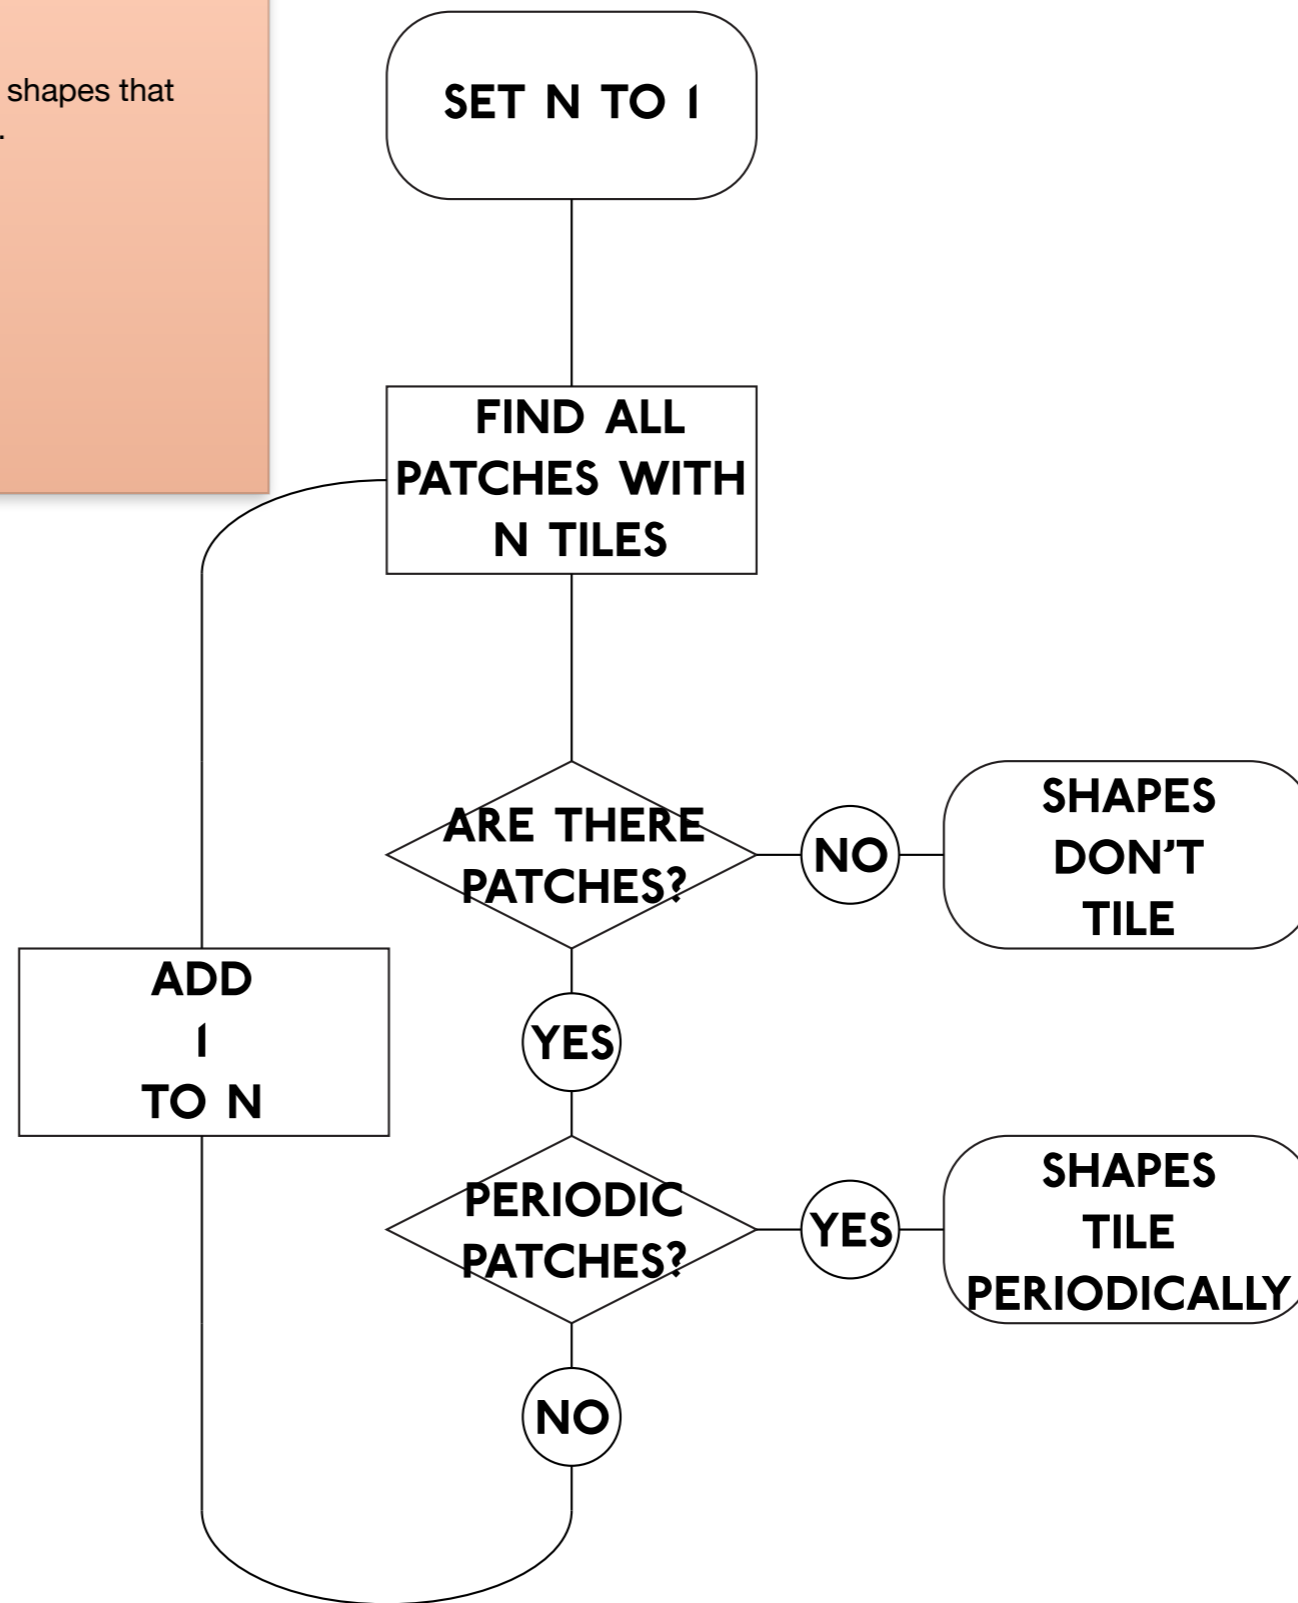 shapes that
.
SET N TO 1
FIND ALL
PATCHES WITH
N TILES
ARE THERE
PATCHES?
NO
SHAPES
DON'T
TILE
ADD
1
TO N
YES
PERIODIC
PATCHES?
YES
SHAPES
TILE
PERIODICALLY
NO